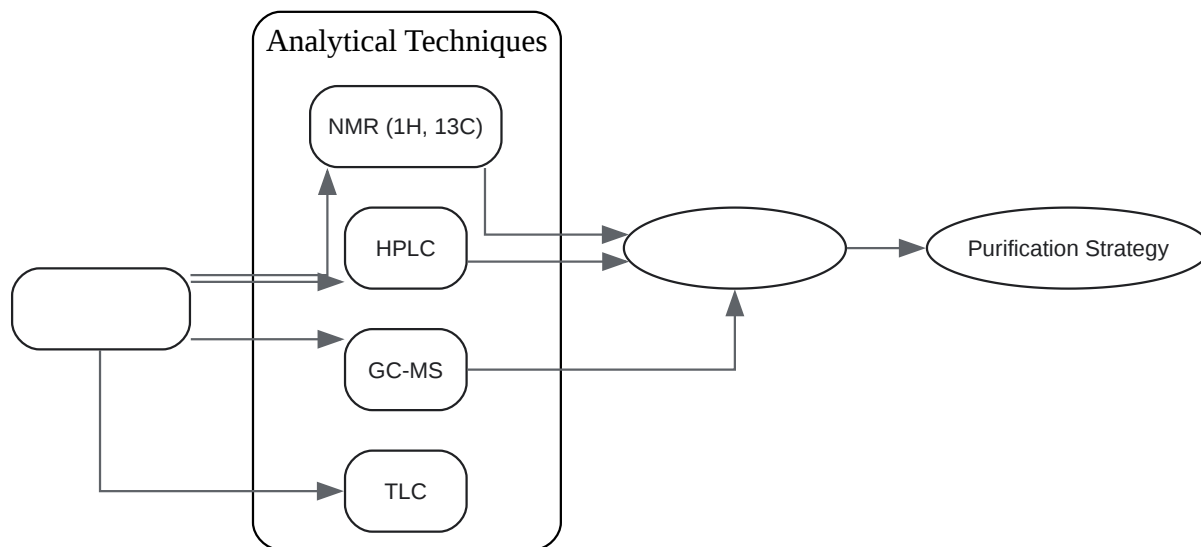 Analytical Techniques
NMR (1H, 13C)
HPLC
Purification Strategy
GC-MS
TLC